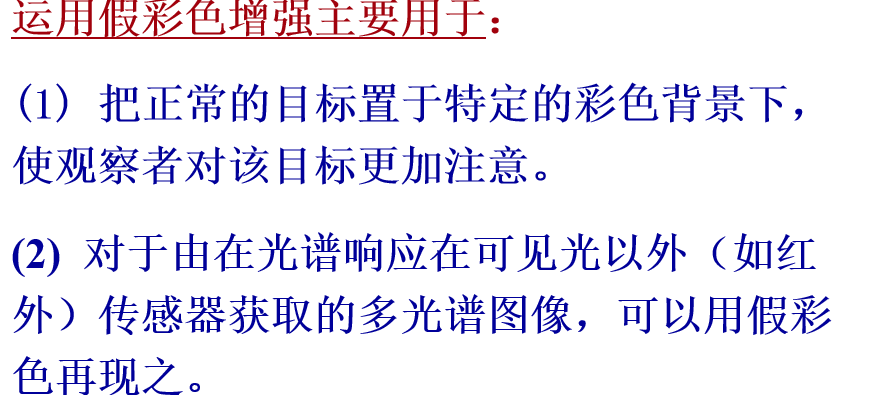 运用假彩色增强主要用于：
（1） 把正常的目标置于特定的彩色背景下，
使观察者对该目标更加注意。
(2) 对于由在光谱响应在可见光以外（如红
外）传感器获取的多光谱图像，可以用假彩
色再现之。